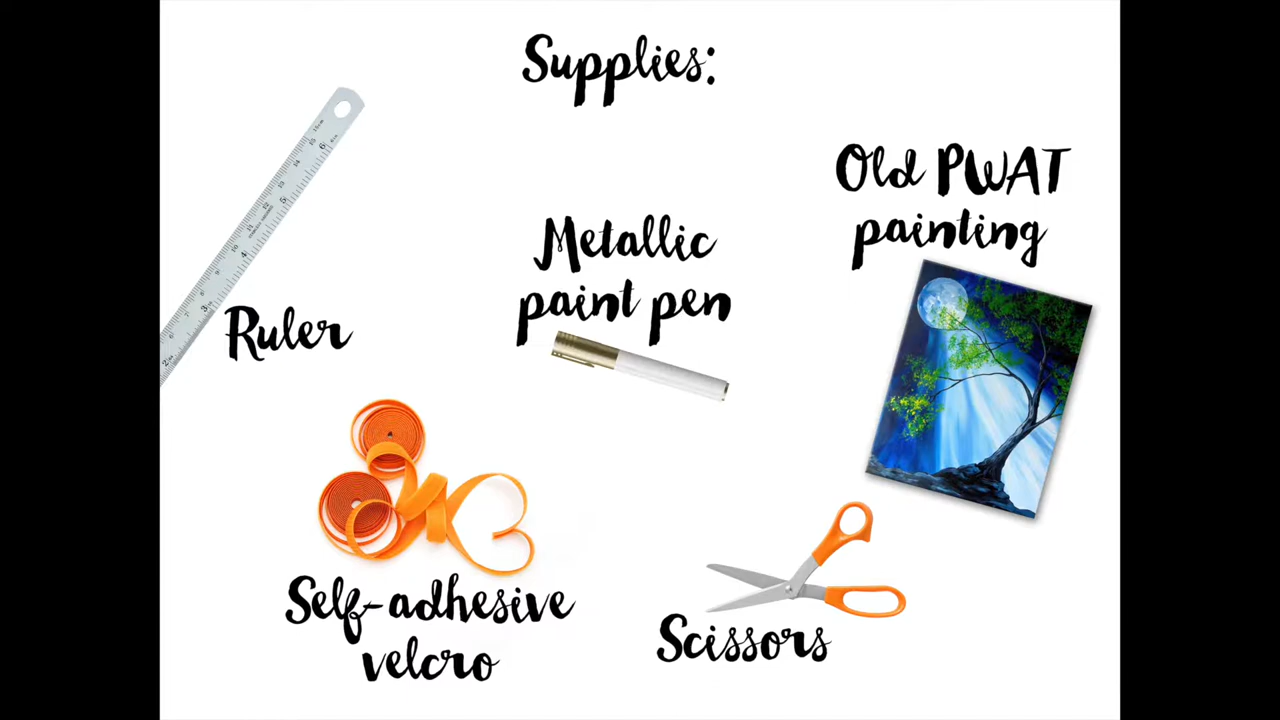 Supplies:
Old PWAT
painting
Metallic
paint pen
Ruler
Self-adhesive
velcro
Scissors